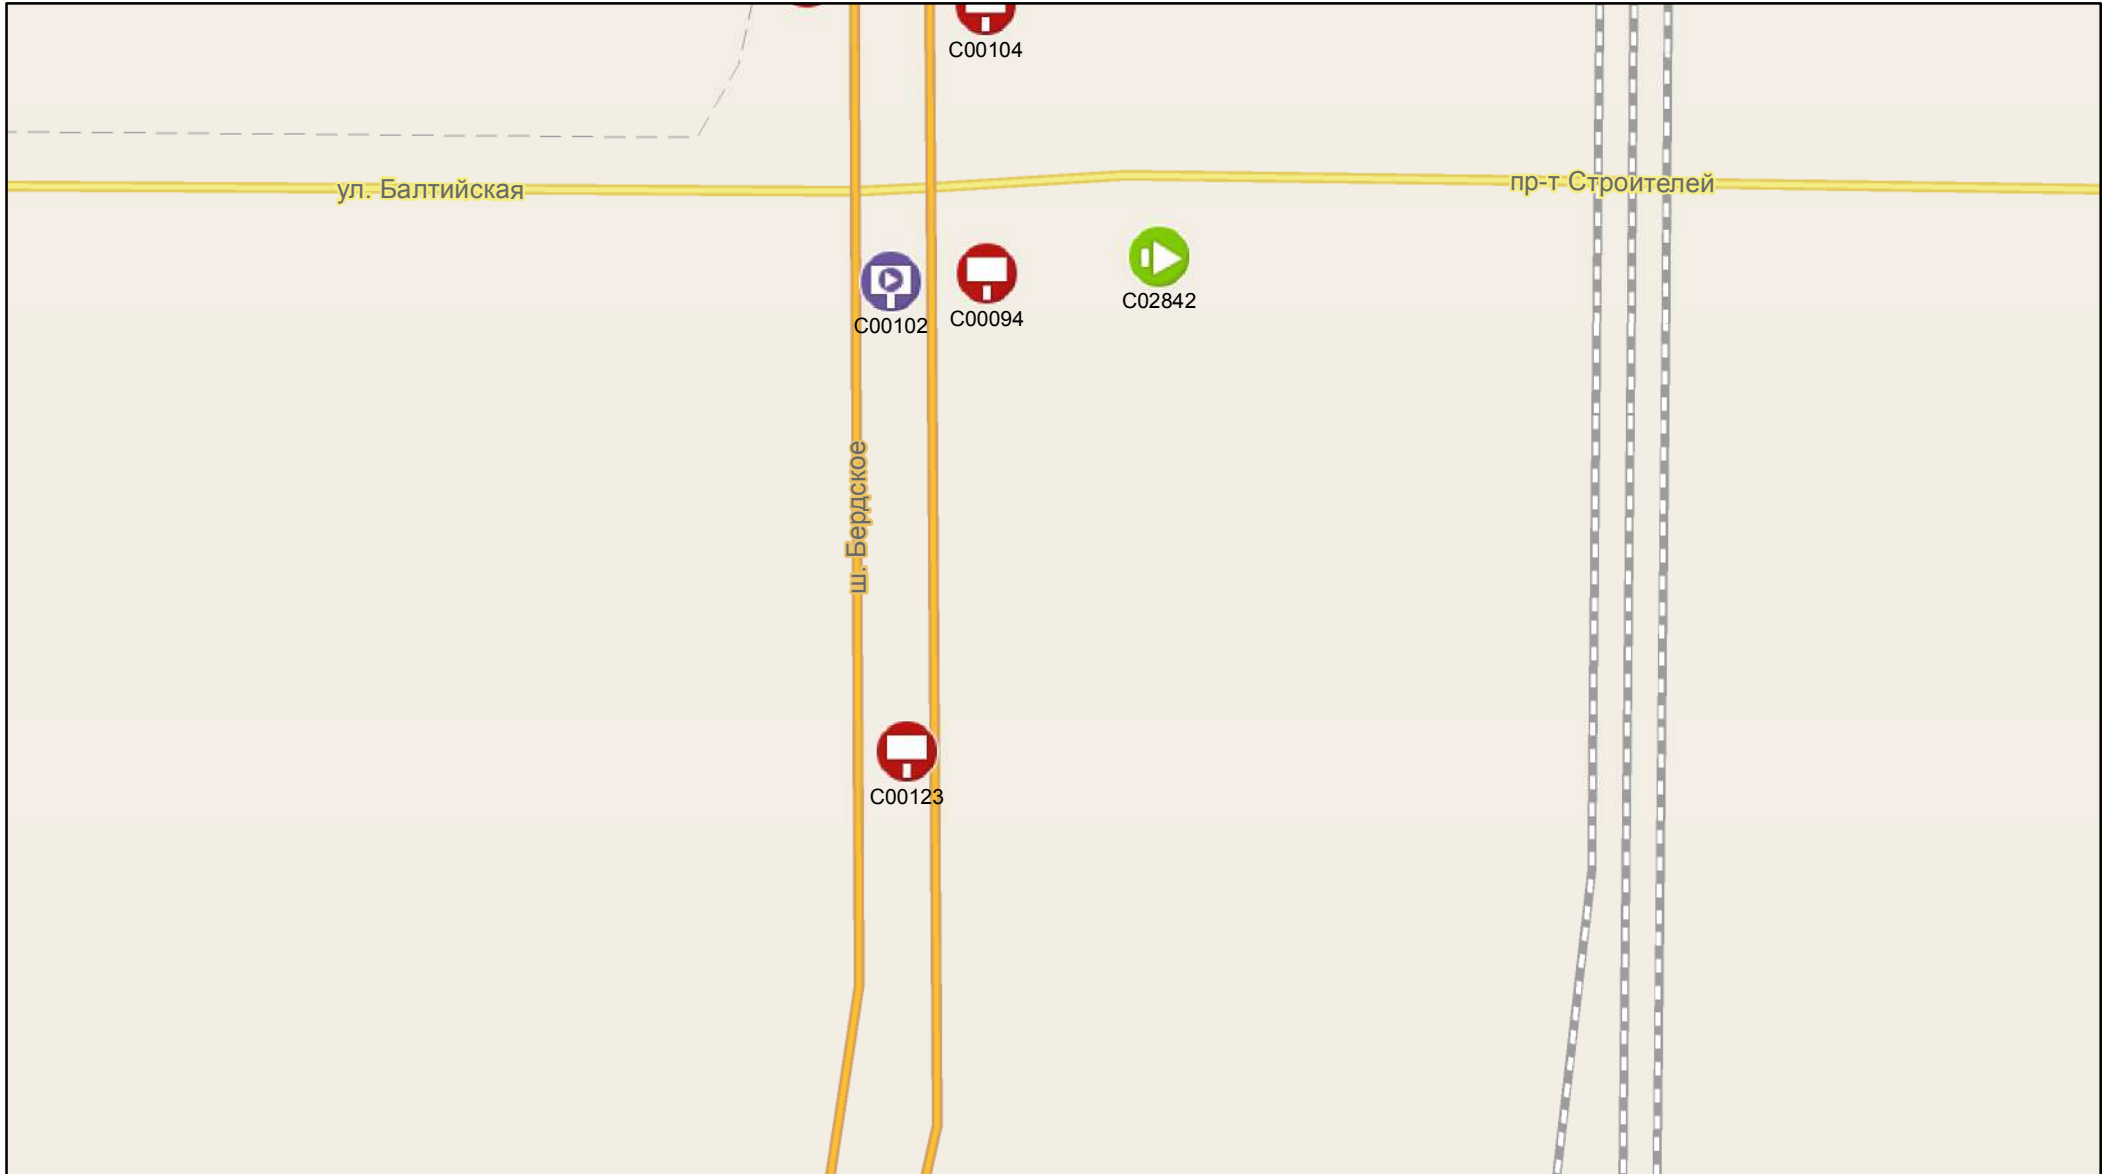 C00104
ул. Балтийская
пр-т Строителей
C00102
C00094
C02842
ш. Бердское
C00123